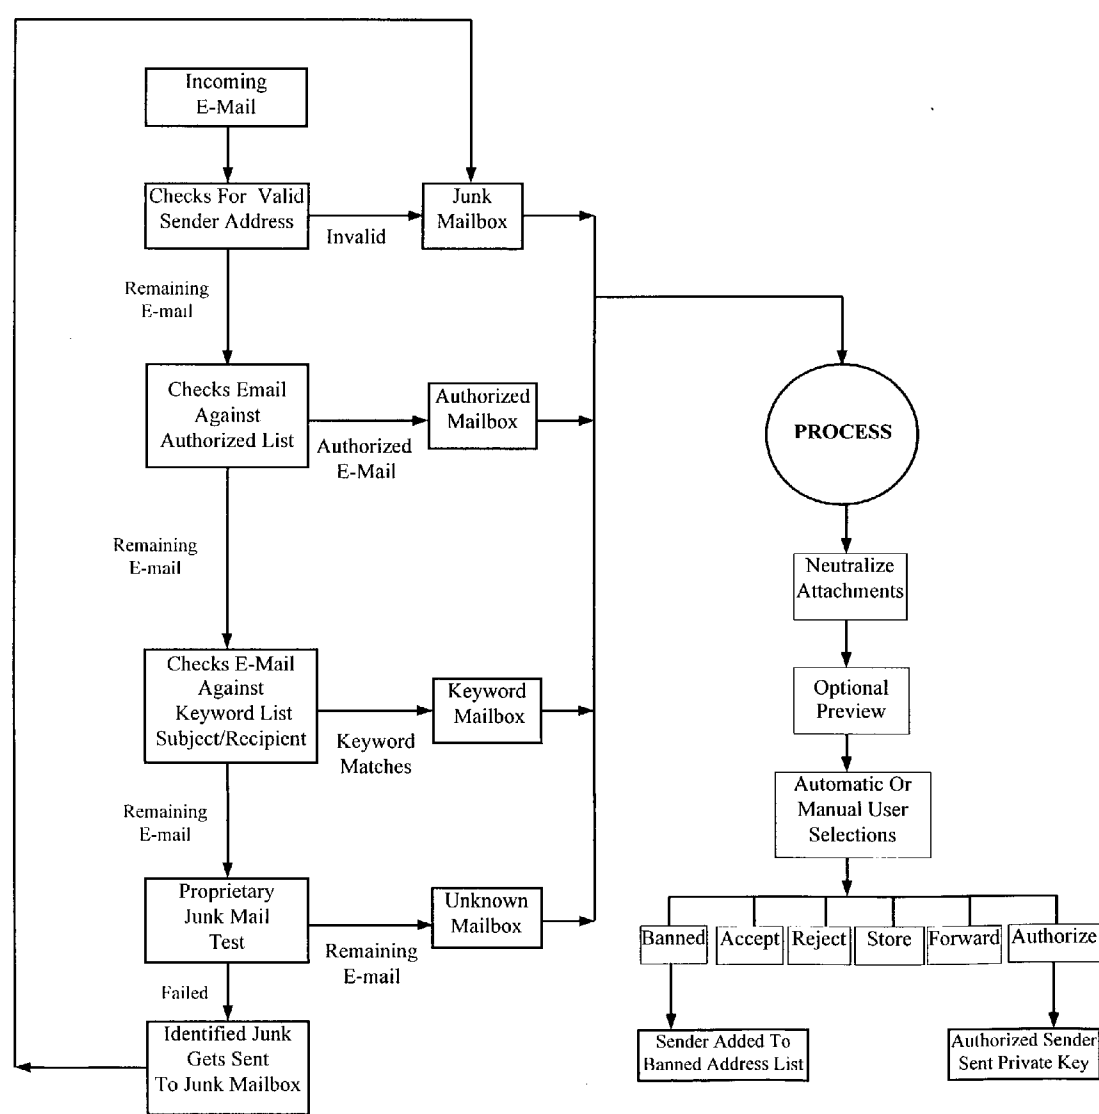 Incoming
E-Mail
Checks For Valid
Sender Address
Invalid
Junk
Mailbox
Remaining
E-mail
Checks Email
Against
Authorized List
Authorized
E-Mail
Authorized
Mailbox
Remaining
E-mail
Checks E-Mail
Against
Keyword List
Subject/Recipient
Keyword
Matches
Keyword
Mailbox
Remaining
E-mail
Proprietary
Junk Mail
Test
Remaining
E-mail
Unknown
Mailbox
Failed
Identified Junk
Gets Sent
To Junk Mailbox
PROCESS
Neutralize
Attachments
Optional
Preview
Automatic Or
Manual User
Selections
Banned
Accept
Reject
Store
Forward
Authorize
Sender Added To
Banned Address List
Authorized Sender
Sent Private Key